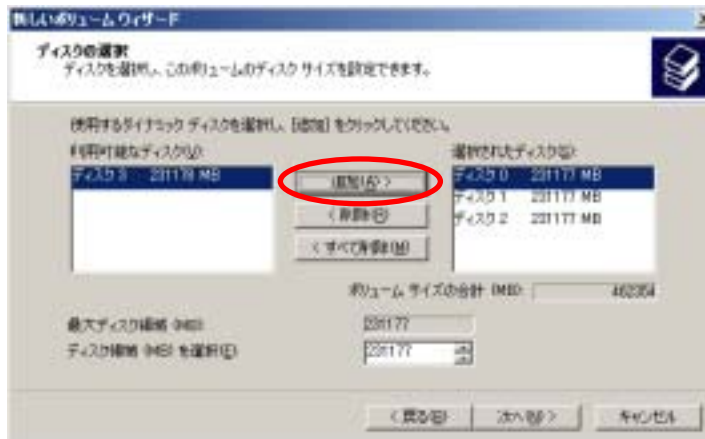 新しいボリューム ウィザード
ディスクの選択
ディスクを選択し、このボリュームのディスク サイズを設定できます。
使用するダイナミック ディスクを選択し、[追加] をクリックしてください。
利用可能なディスク(V):
選択されたディスク(S):
ディスク 3 231178 MB
追加(A) >
ディスク 0 231177 MB
< 削除(R)
ディスク 1 231177 MB
< すべて削除(M)
ディスク 2 231177 MB
ボリューム サイズの合計 (MB): 462354
最大ディスク領域 (MB): 231177
ディスク領域 (MB) を選択(E): 231177
< 戻る(B)
次へ(N) >
キャンセル